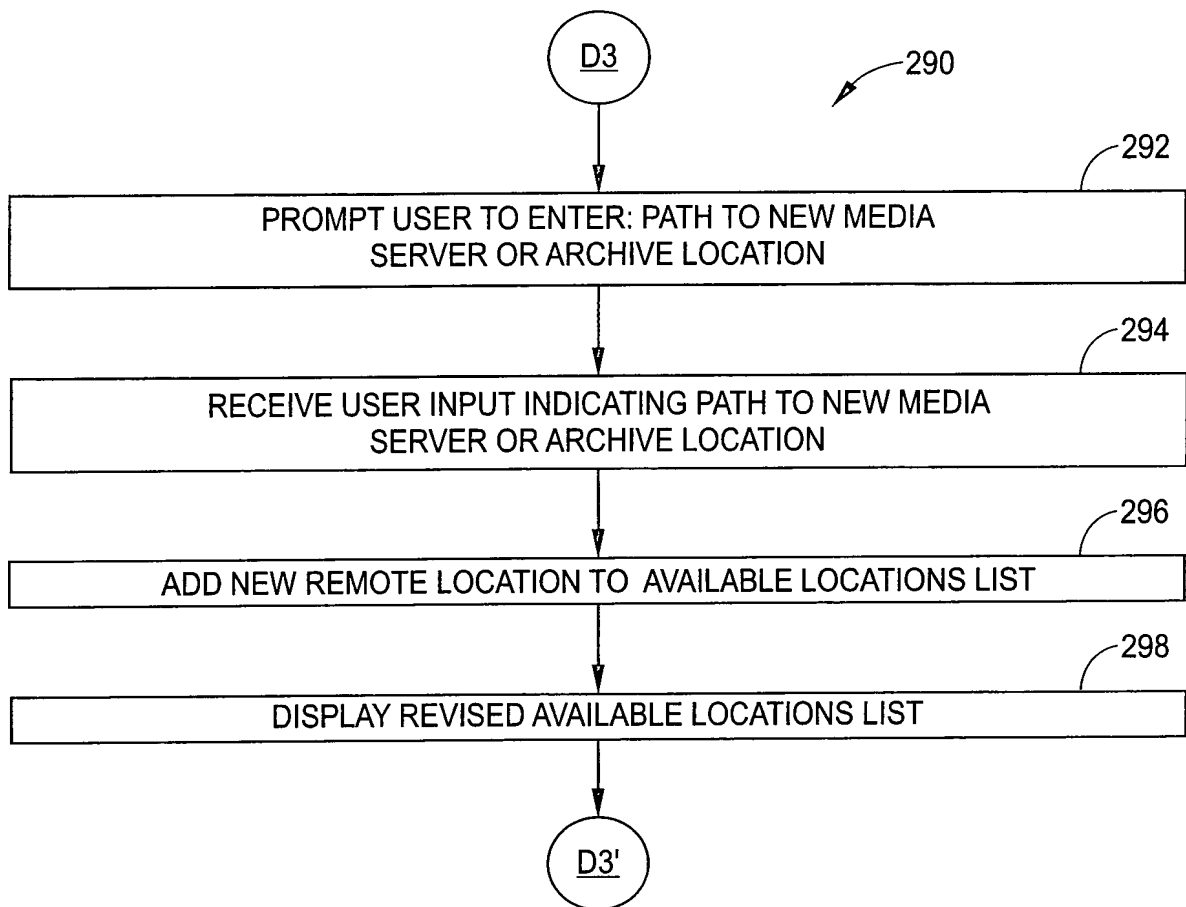 D3
290
292
PROMPT USER TO ENTER: PATH TO NEW MEDIA
SERVER OR ARCHIVE LOCATION
294
RECEIVE USER INPUT INDICATING PATH TO NEW MEDIA
SERVER OR ARCHIVE LOCATION
296
ADD NEW REMOTE LOCATION TO AVAILABLE LOCATIONS LIST
298
DISPLAY REVISED AVAILABLE LOCATIONS LIST
D3'